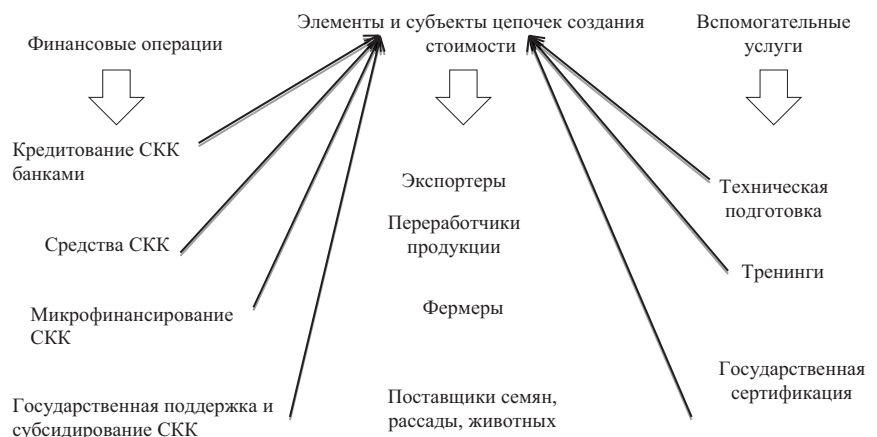 Финансовые операции
Кредитование СКК
банками
Средства СКК
Микрофинансирование
СКК
Государственная поддержка и
субсидирование СКК
Элементы и субъекты цепочек создания
стоимости
Экспортеры
Переработчики
продукции
Фермеры
Поставщики семян,
рассады, животных
Вспомогательные
услуги
Техническая
подготовка
Тренинги
Государственная
сертификация